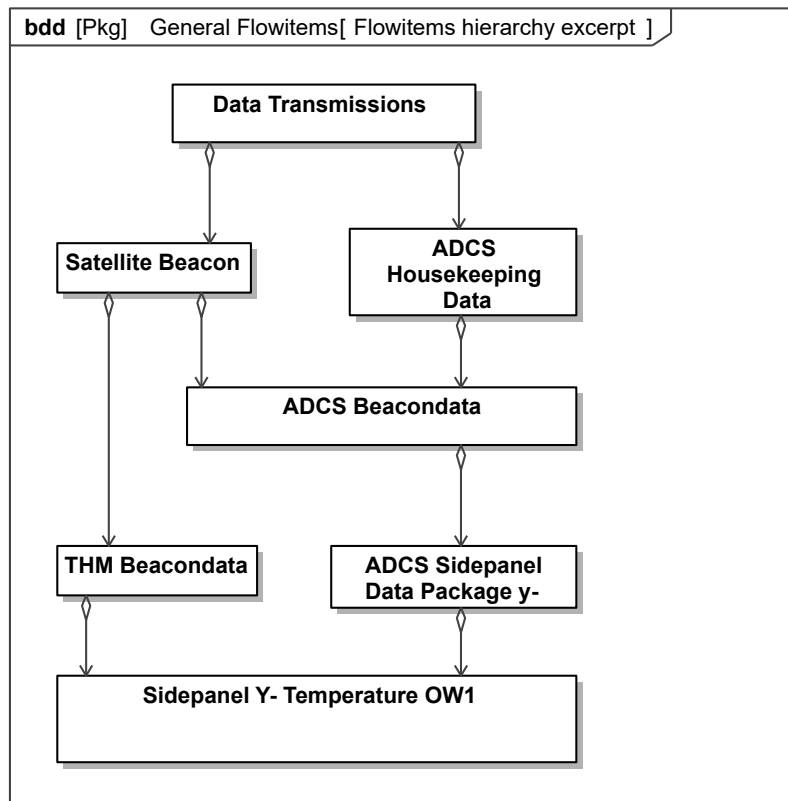 bdd [Pkg] General Flowitems[ Flowitems hierarchy excerpt ]
Data Transmissions
Satellite Beacon
ADCS
Housekeeping
Data
ADCS Beacondata
THM Beacondata
ADCS Sidepanel
Data Package y-
Sidepanel Y- Temperature OW1